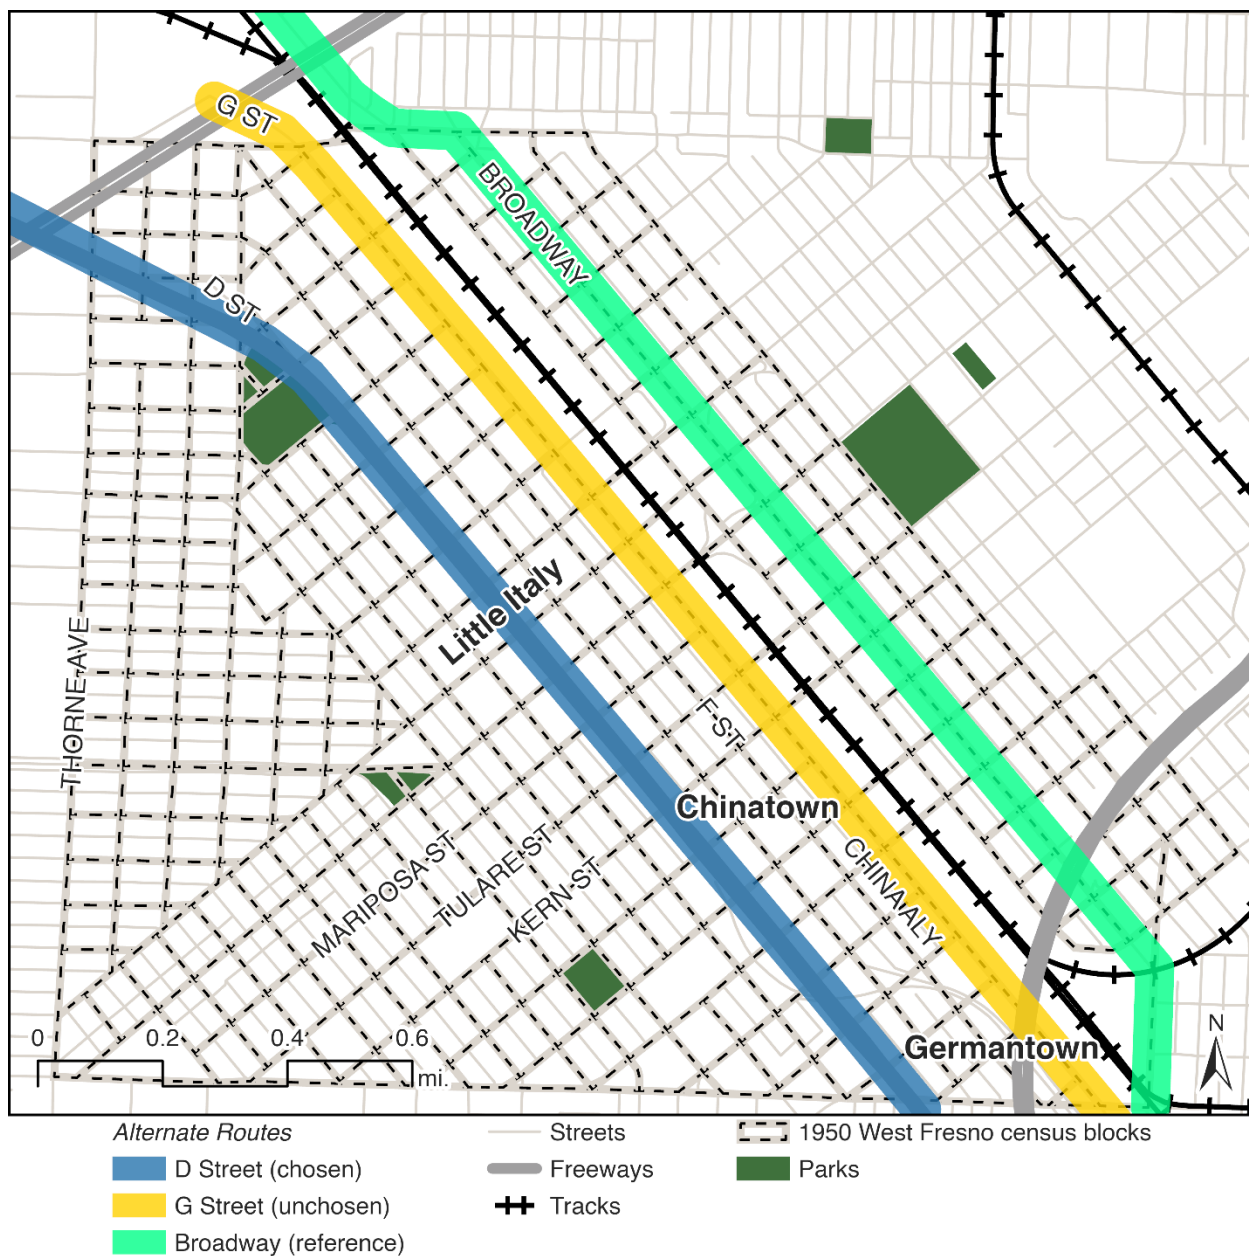 G ST
BROADWAY
D ST
Little Italy
THORNE AVE
F ST
Chinatown
MARIPOSA ST
TULARE ST
KERN ST
CHINA ALY
Germantown
N
0 0.2 0.4 0.6
mi.
Alternate Routes
D Street (chosen)
G Street (unchosen)
Broadway (reference)
Streets
Freeways
Tracks
1950 West Fresno census blocks
Parks